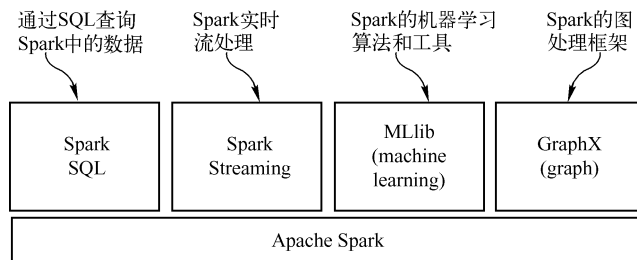 通过SQL查询
Spark中的数据
Spark实时
流处理
Spark的机器学习
算法和工具
Spark的图
处理框架
Spark
SQL
Spark
Streaming
MLlib
(machine
learning)
GraphX
(graph)
Apache Spark